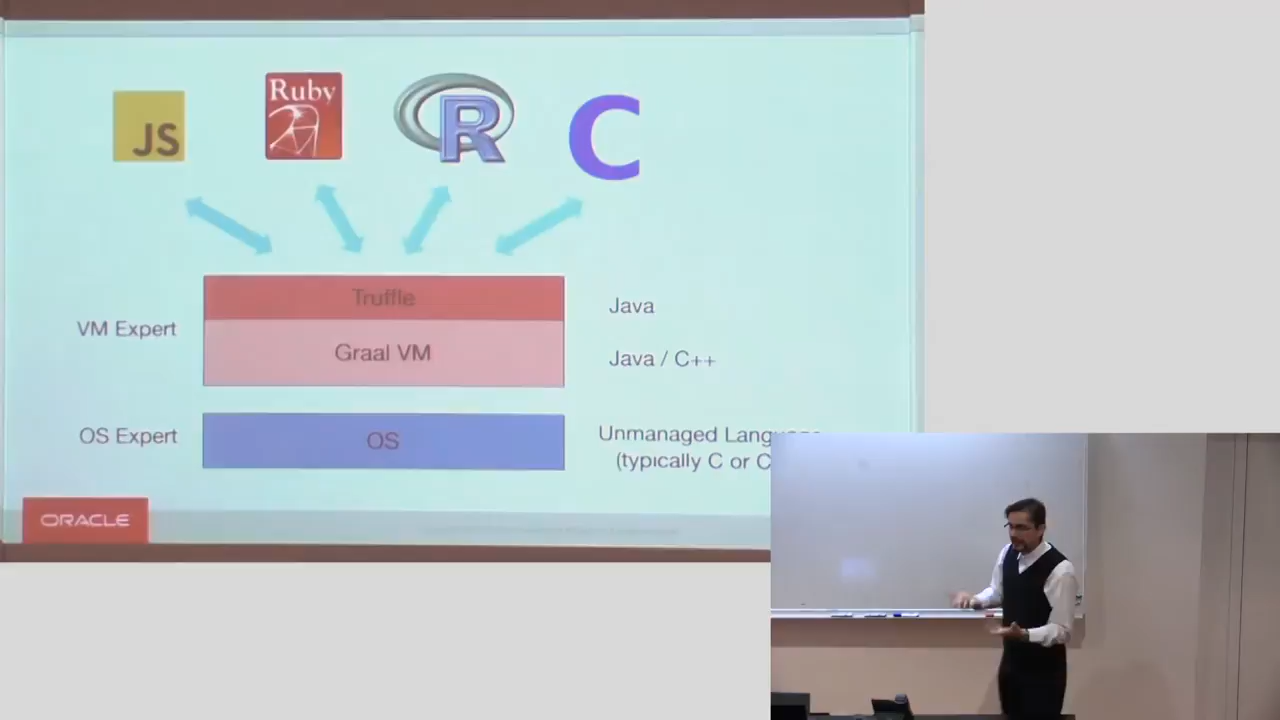 JS
Ruby
R
C
Truffle
Java
VM Expert
Graal VM
Java / C++
OS Expert
OS
Unmanaged
(typically C or
ORACLE